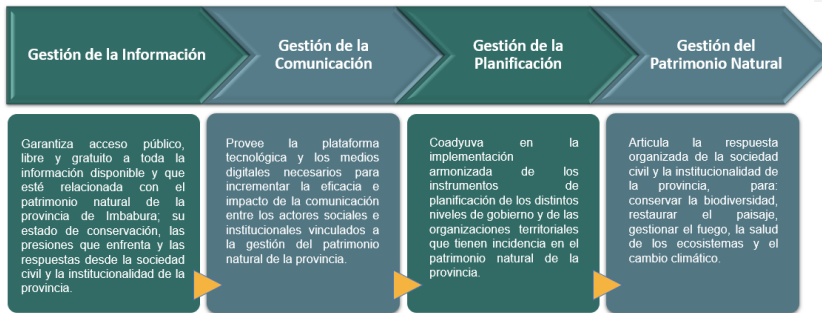 Gestión de la Información
Gestión de la
Comunicación
Gestión de la
Planificación
Gestión del
Patrimonio Natural
Garantiza acceso público,
libre y gratuito a toda la
información disponible y que
esté relacionada con el
patrimonio natural de la
provincia de Imbabura; su
estado de conservación, las
presiones que enfrenta y las
respuestas desde la sociedad
civil y la institucionalidad de la
provincia.
Provee la plataforma
tecnológica y los medios
digitales necesarios para
incrementar la eficacia e
impacto de la comunicación
entre los actores sociales e
institucionales vinculados a
la gestión del patrimonio
natural de la provincia.
Coadyuva en la
implementación
armonizada de los
instrumentos de
planificación de los distintos
niveles de gobierno y de las
organizaciones territoriales
que tienen incidencia en el
patrimonio natural de la
provincia.
Articula la respuesta
organizada de la sociedad
civil y la institucionalidad de
la provincia, para:
conservar la biodiversidad,
restaurar el paisaje,
gestionar el fuego, la salud
de los ecosistemas y el
cambio climático.